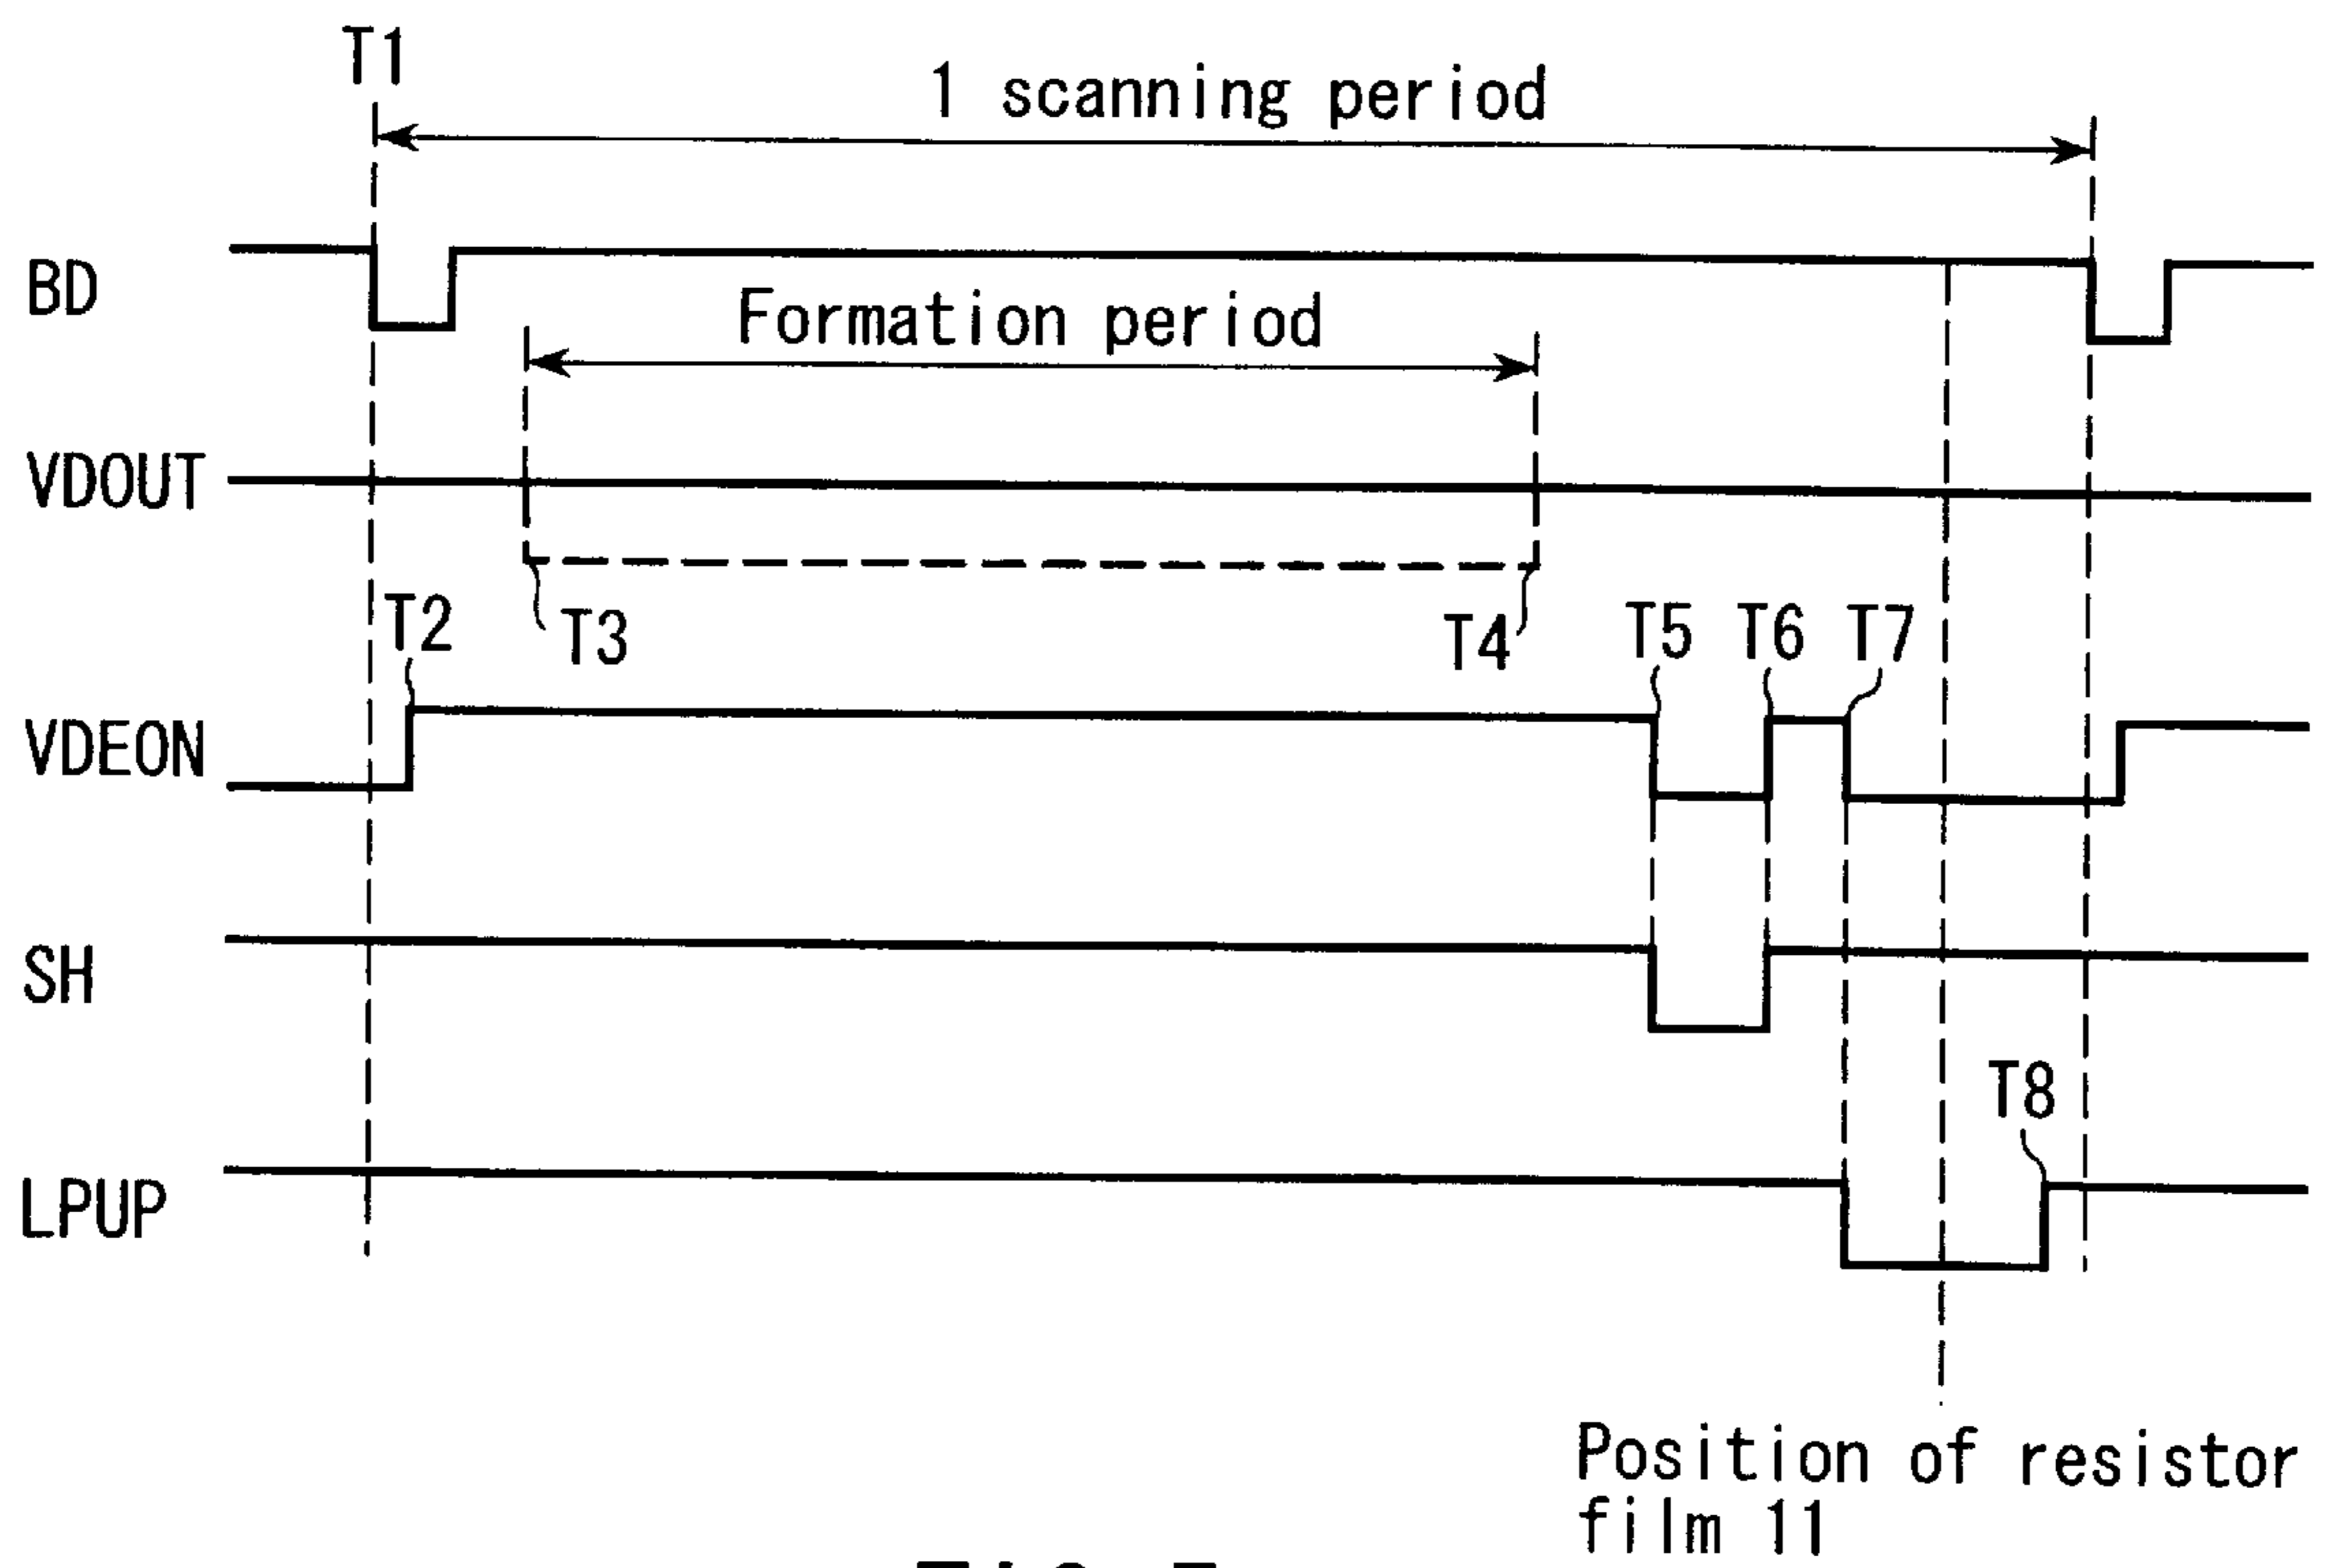 T1
1 scanning period
BD
Formation period
VDOUT
T2
T3
T4
T5
T6
T7
VDEON
SH
T8
LPUP
Position of resistor
film 11